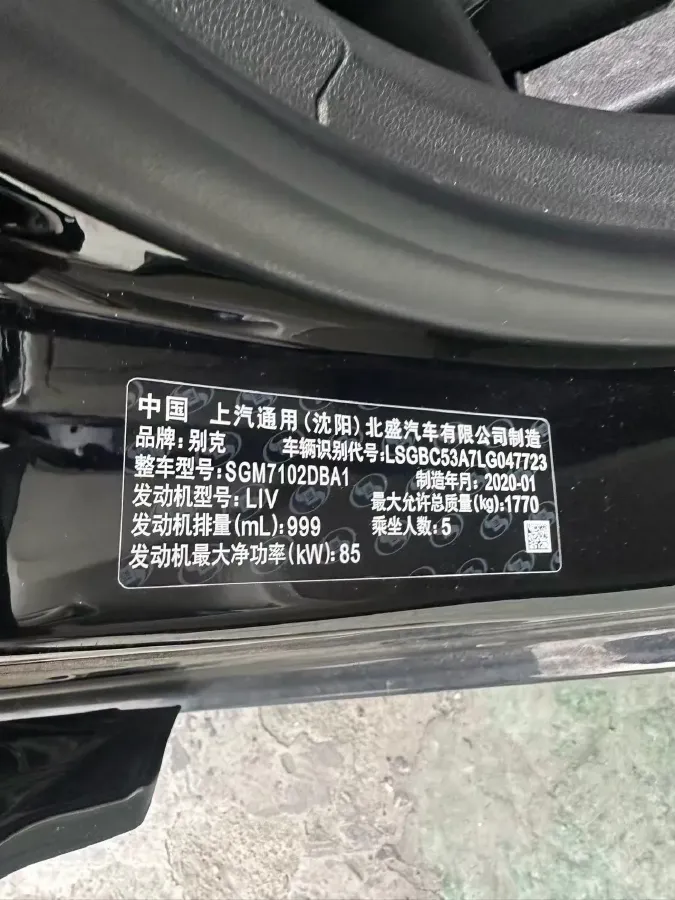 中国 上汽通用(沈阳)北盛汽车有限公司制造
品牌:别克 车辆识别代号:LSGBC53A7LG047723
整车型号:SGM7102DBA1 制造年月:2020-01
发动机型号:LIV 最大允许总质量(kg):1770
发动机排量(mL):999 乘坐人数:5
发动机最大净功率(kW):85